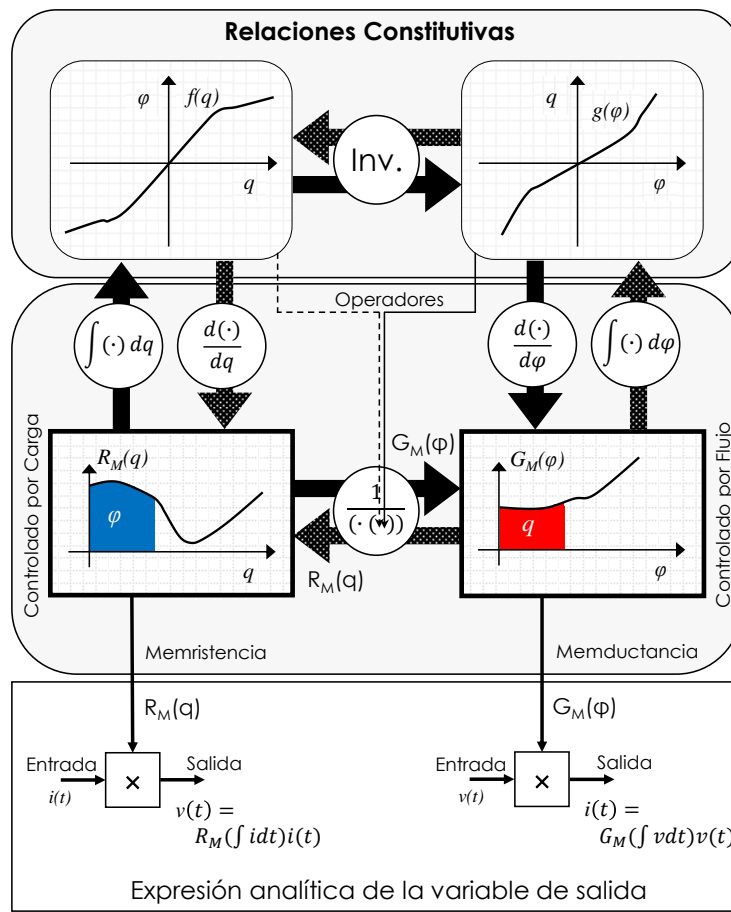 Relaciones Constitutivas
φ
f(q)
q
Inv.
q
g(φ)
φ
Operadores
∫(·) dq
d(·)
dq
d(·)
dφ
∫(·) dφ
Controlado por Carga
R_M(q)
φ
q
G_M(φ)
1
(· (·))
R_M(q)
G_M(φ)
q
φ
Controlado por Flujo
Memristencia
Memductancia
R_M(q)
G_M(φ)
Entrada
i(t)
×
Salida
v(t) =
R_M(∫ idt)i(t)
Entrada
v(t)
×
Salida
i(t) =
G_M(∫ vdt)v(t)
Expresión analítica de la variable de salida